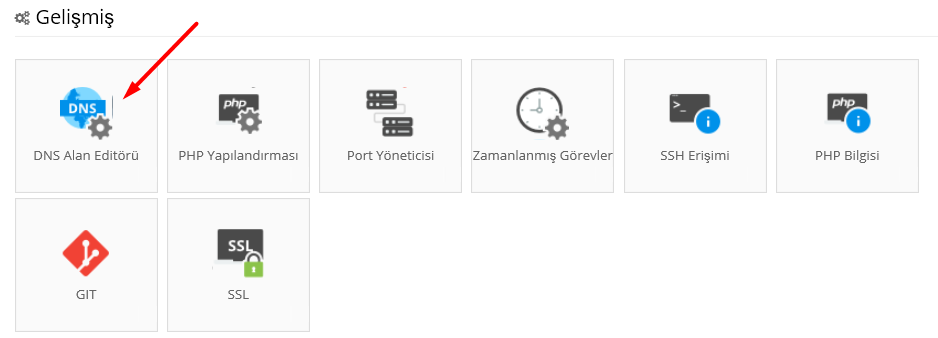 Gelişmiş
DNS
php
>_
php
DNS Alan Editörü
PHP Yapılandırması
Port Yöneticisi
Zamanlanmış Görevler
SSH Erişimi
PHP Bilgisi
SSL
GIT
SSL